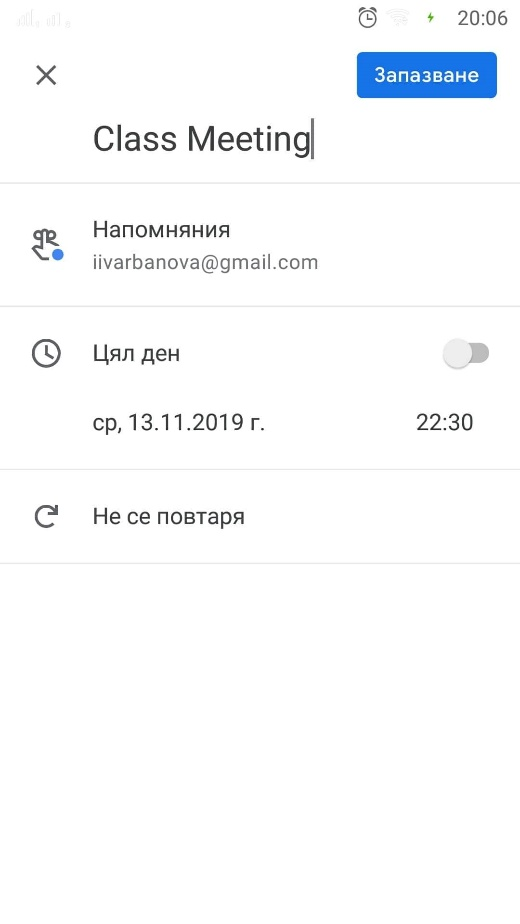 20:06
Запазване
Class Meeting
Напомняния
iivarbanova@gmail.com
Цял ден
ср, 13.11.2019 г.
22:30
Не се повтаря